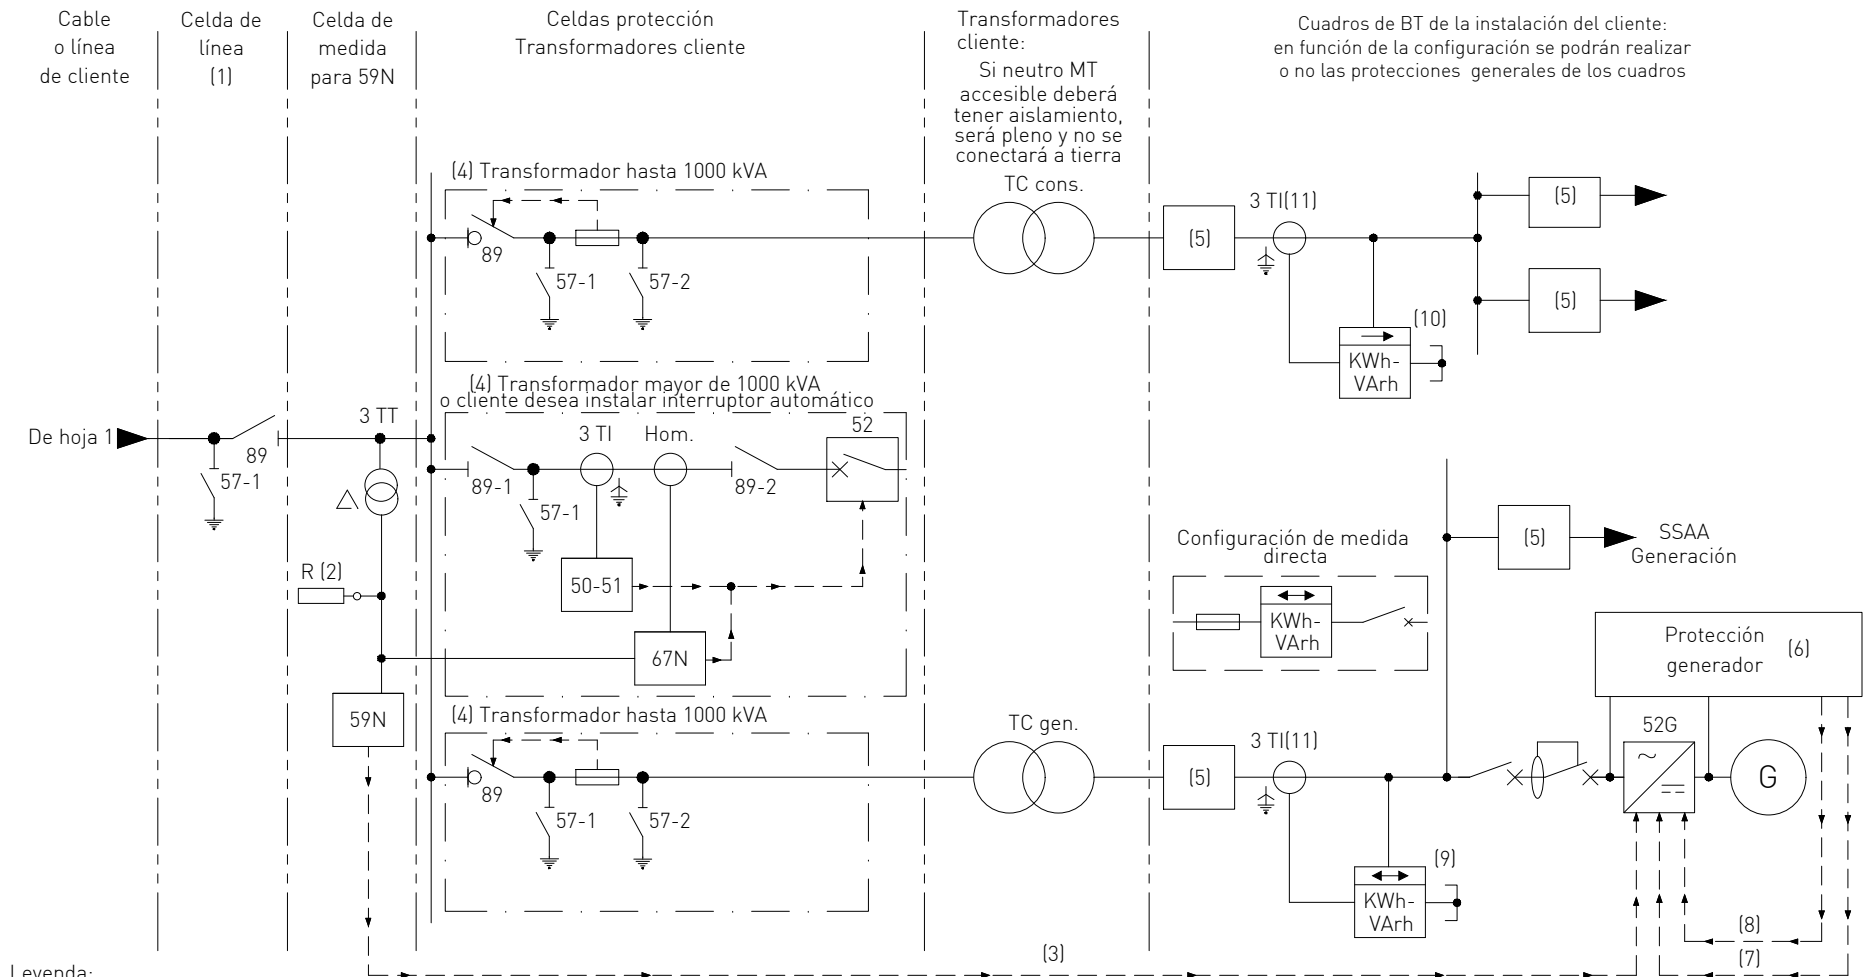 Cable
o línea
de cliente
Celda de
línea
(1)
Celda de
medida
para 59N
Celdas protección
Transformadores cliente
Transformadores
cliente:
Si neutro MT
accesible deberá
tener aislamiento,
será pleno y no se
conectará a tierra
Cuadros de BT de la instalación del cliente:
en función de la configuración se podrán realizar
o no las protecciones generales de los cuadros
(4) Transformador hasta 1000 kVA
89
57-1
57-2
TC cons.
(5)
3 TI(11)
(5)
(5)
(10)
KWh-
VArh
(4) Transformador mayor de 1000 kVA
o cliente desea instalar interruptor automático
De hoja 1
89
57-1
3 TT
3 TI
Hom.
52
89-1
57-1
89-2
50-51
67N
R (2)
59N
Configuración de medida
directa
KWh-
VArh
(5)
SSAA
Generación
Protección
generador
(6)
(4) Transformador hasta 1000 kVA
89
57-1
57-2
TC gen.
(5)
3 TI(11)
52G
G
(9)
KWh-
VArh
(8)
(7)
(3)
Leyenda: